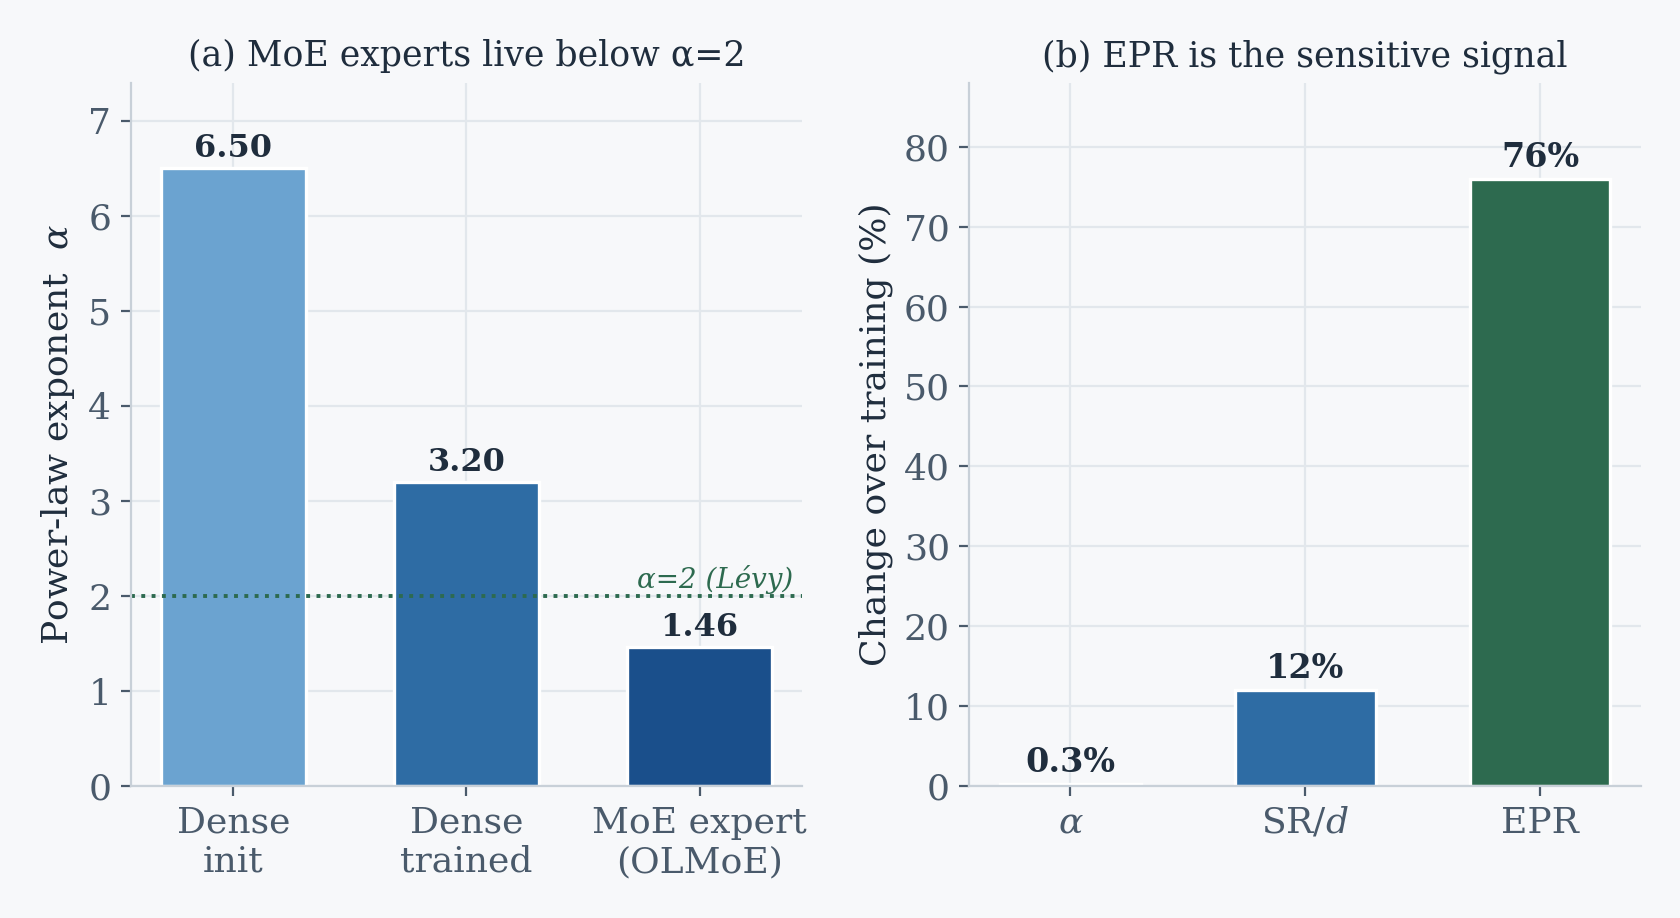 (a) MoE experts live below α=2
Power-law exponent α
7
6
5
4
3
2
1
0
6.50
3.20
α=2 (Lévy)
1.46
Dense
init
Dense
trained
MoE expert
(OLMoE)
(b) EPR is the sensitive signal
Change over training (%)
80
70
60
50
40
30
20
10
0
0.3%
12%
76%
α
SR/d
EPR